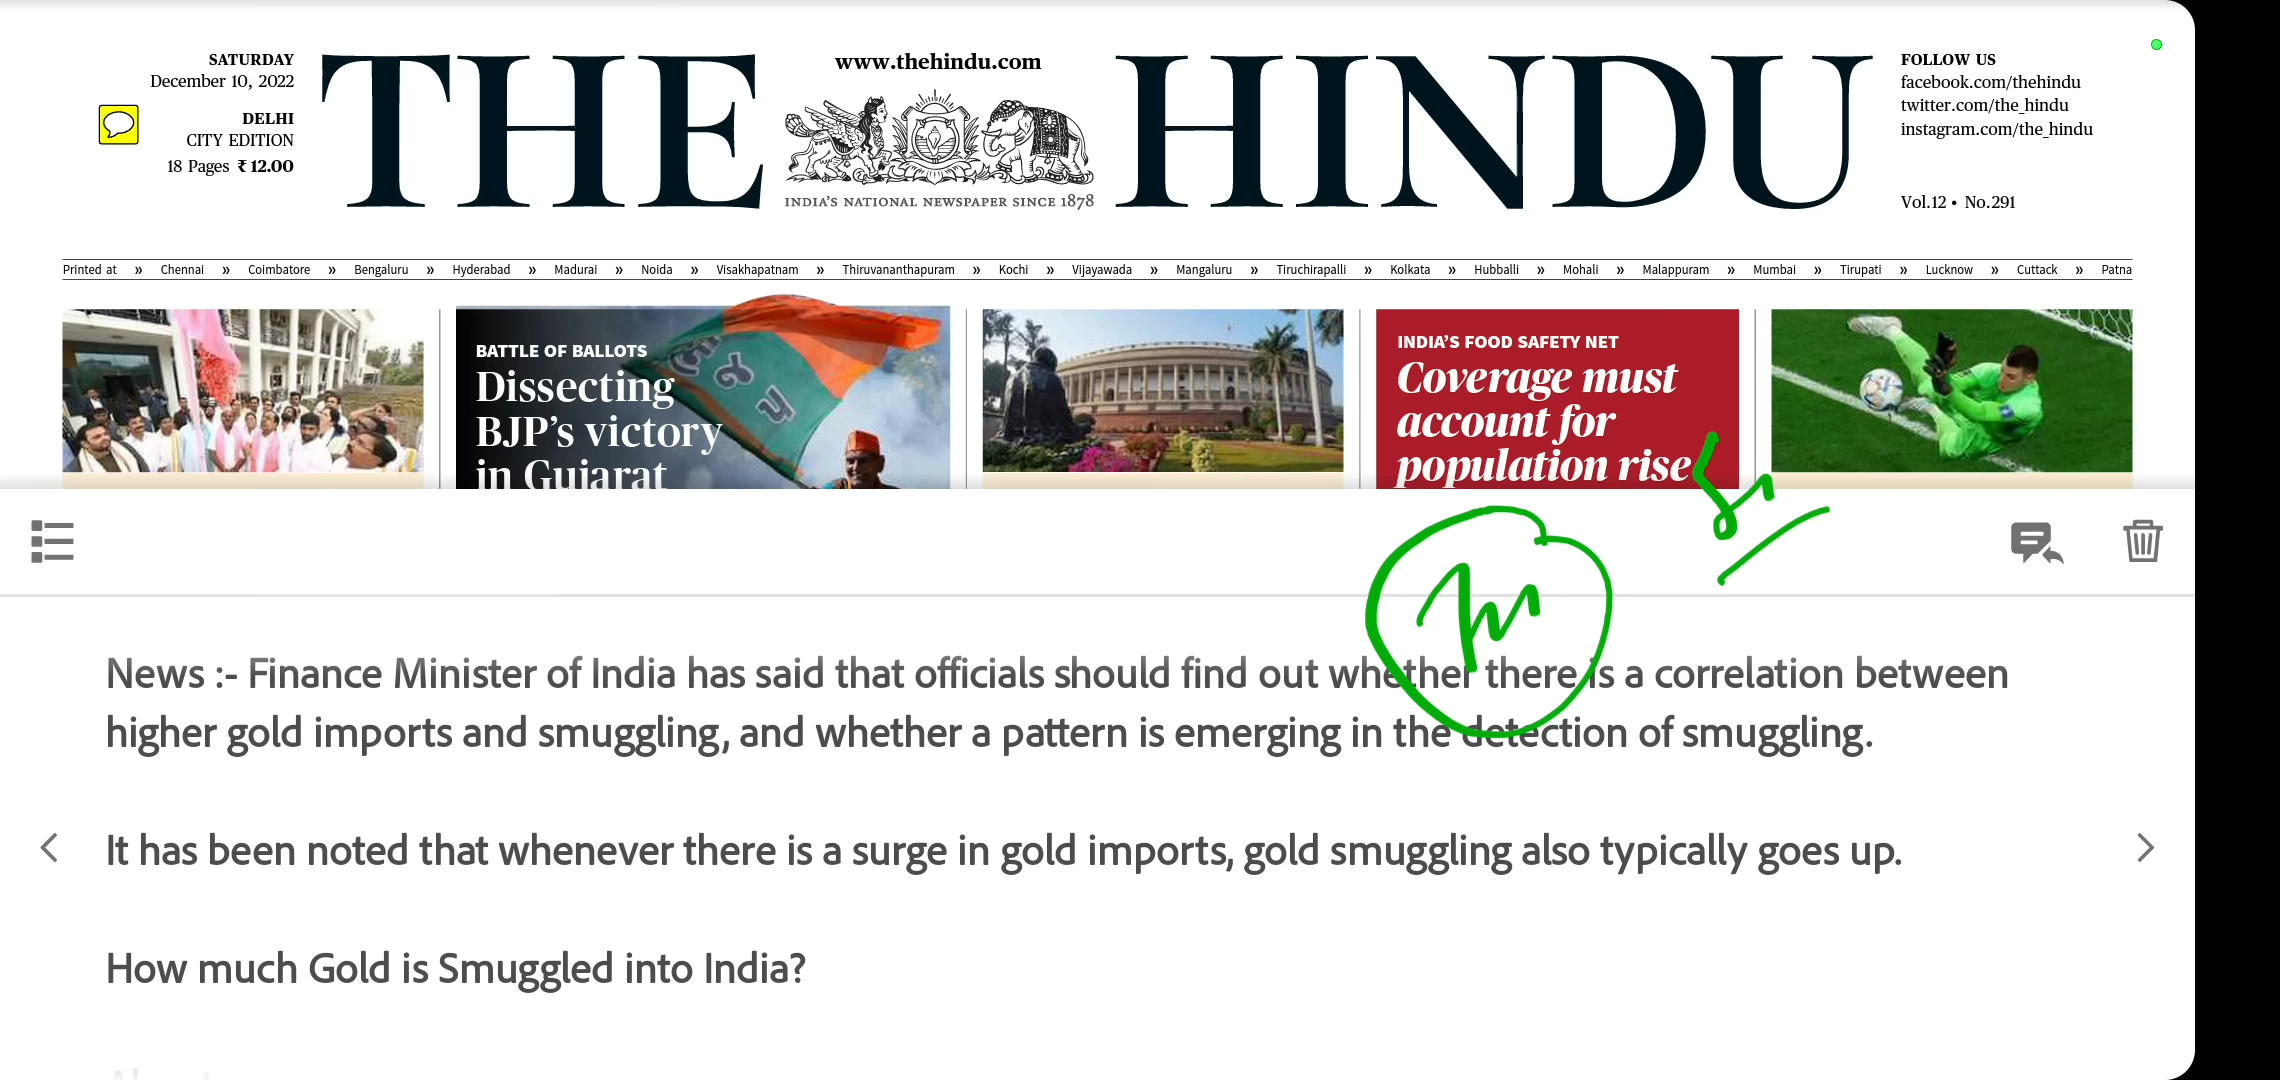 SATURDAY
December 10, 2022
DELHI
CITY EDITION
18 Pages ₹ 12.00
THE HINDU
www.thehindu.com
INDIA'S NATIONAL NEWSPAPER SINCE 1878
FOLLOW US
facebook.com/thehindu
twitter.com/the_hindu
instagram.com/the_hindu
Vol.12 • No.291
Printed at » Chennai » Coimbatore » Bengaluru » Hyderabad » Madurai » Noida » Visakhapatnam » Thiruvananthapuram » Kochi » Vijayawada » Mangaluru » Tiruchirapalli » Kolkata » Hubballi » Mohali » Malappuram » Mumbai » Tirupati » Lucknow » Cuttack » Patna
BATTLE OF BALLOTS
Dissecting
BJP's victory
in Gujarat
INDIA'S FOOD SAFETY NET
Coverage must
account for
population rise
News :- Finance Minister of India has said that officials should find out whether there is a correlation between
higher gold imports and smuggling, and whether a pattern is emerging in the detection of smuggling.
It has been noted that whenever there is a surge in gold imports, gold smuggling also typically goes up.
How much Gold is Smuggled into India?